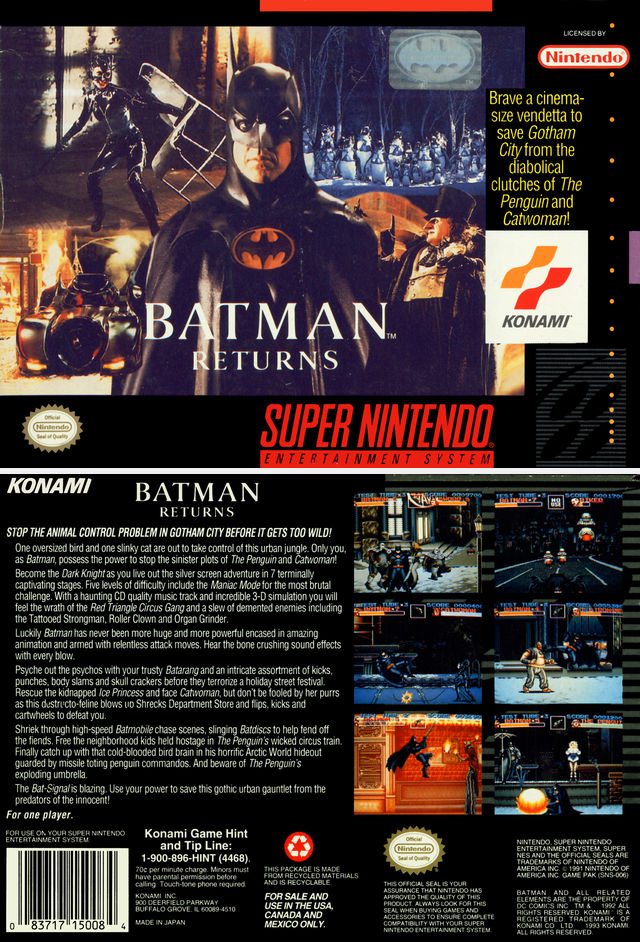 LICENSED BY
Nintendo
Brave a cinema-
size vendetta to
save Gotham
City from the
diabolical
clutches of The
Penguin and
Catwoman!
KONAMI
BATMAN™
RETURNS
Official
Nintendo
Seal of Quality
SUPER NINTENDO®
ENTERTAINMENT SYSTEM
KONAMI
BATMAN
RETURNS
STOP THE ANIMAL CONTROL PROBLEM IN GOTHAM CITY BEFORE IT GETS TOO WILD!
One oversized bird and one slinky cat are out to take control of this urban jungle. Only you,
as Batman, possess the power to stop the sinister plots of The Penguin and Catwoman!
Become the Dark Knight as you live out the silver screen adventure in 7 terminally
captivating stages. Five levels of difficulty include the Maniac Mode for the most brutal
challenge. With a haunting CD quality music track and incredible 3-D simulation you will
feel the wrath of the Red Triangle Circus Gang and a slew of demented enemies including
the Tattooed Strongman, Roller Clown and Organ Grinder.
Luckily Batman has never been more huge and more powerful encased in amazing
animation and armed with relentless attack moves. Hear the bone crushing sound effects
with every blow.
Psyche out the psychos with your trusty Batarang and an intricate assortment of kicks,
punches, body slams and skull crackers before they terrorize a holiday street festival.
Rescue the kidnapped Ice Princess and face Catwoman, but don't be fooled by her purrs
as this dustructo-feline blows up Shrecks Department Store and flips, kicks and
cartwheels to defeat you.
Shriek through high-speed Batmobile chase scenes, slinging Batdiscs to help fend off
the fiends. Free the neighborhood kids held hostage in The Penguin's wicked circus train.
Finally catch up with that cold-blooded bird brain in his horrific Arctic World hideout
guarded by missile toting penguin commandos. And beware of The Penguin's
exploding umbrella.
The Bat-Signal is blazing. Use your power to save this gothic urban gauntlet from the
predators of the innocent!
For one player.
TEST TUBE
SCORE
TEST TUBE
SCORE
BIKER
TEST TUBE
SCORE
TEST TUBE
SCORE
TEST TUBE
SCORE
TEST TUBE
SCORE
FOR USE ON YOUR SUPER NINTENDO
ENTERTAINMENT SYSTEM
0 83717 15008 4
Konami Game Hint
and Tip Line:
1-900-896-HINT (4468).
70¢ per minute charge. Minors must
have parental permission before
calling. Touch-tone phone required.
KONAMI INC.
900 DEERFIELD PARKWAY
BUFFALO GROVE, IL 60089-4510
MADE IN JAPAN
THIS PACKAGE IS MADE
FROM RECYCLED MATERIALS
AND IS RECYCLABLE.
FOR SALE AND
USE IN THE USA,
CANADA AND
MEXICO ONLY.
Official
Nintendo
Seal of Quality
THIS OFFICIAL SEAL IS YOUR
ASSURANCE THAT NINTENDO HAS
APPROVED THE QUALITY OF THIS
PRODUCT. ALWAYS LOOK FOR THIS
SEAL WHEN BUYING GAMES AND
ACCESSORIES TO ENSURE COMPLETE
COMPATIBILITY WITH YOUR SUPER
NINTENDO ENTERTAINMENT SYSTEM.
NINTENDO, SUPER NINTENDO
ENTERTAINMENT SYSTEM, SUPER
NES AND THE OFFICIAL SEALS ARE
TRADEMARKS OF NINTENDO OF
AMERICA INC. © 1991 NINTENDO OF
AMERICA INC. GAME PAK (SNS-006)
BATMAN AND ALL RELATED
ELEMENTS ARE THE PROPERTY OF
DC COMICS INC TM & © 1992 ALL
RIGHTS RESERVED. KONAMI® IS A
REGISTERED TRADEMARK OF
KONAMI CO LTD © 1993 KONAMI.
ALL RIGHTS RESERVED.